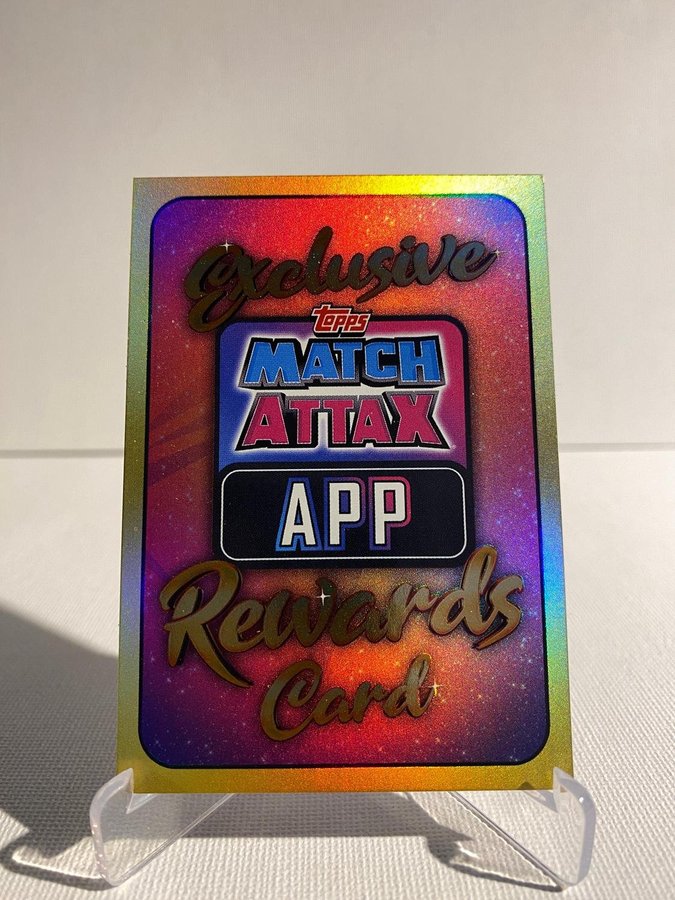 Exclusive
Topps
MATCH
ATTAX
APP
Rewards
Card